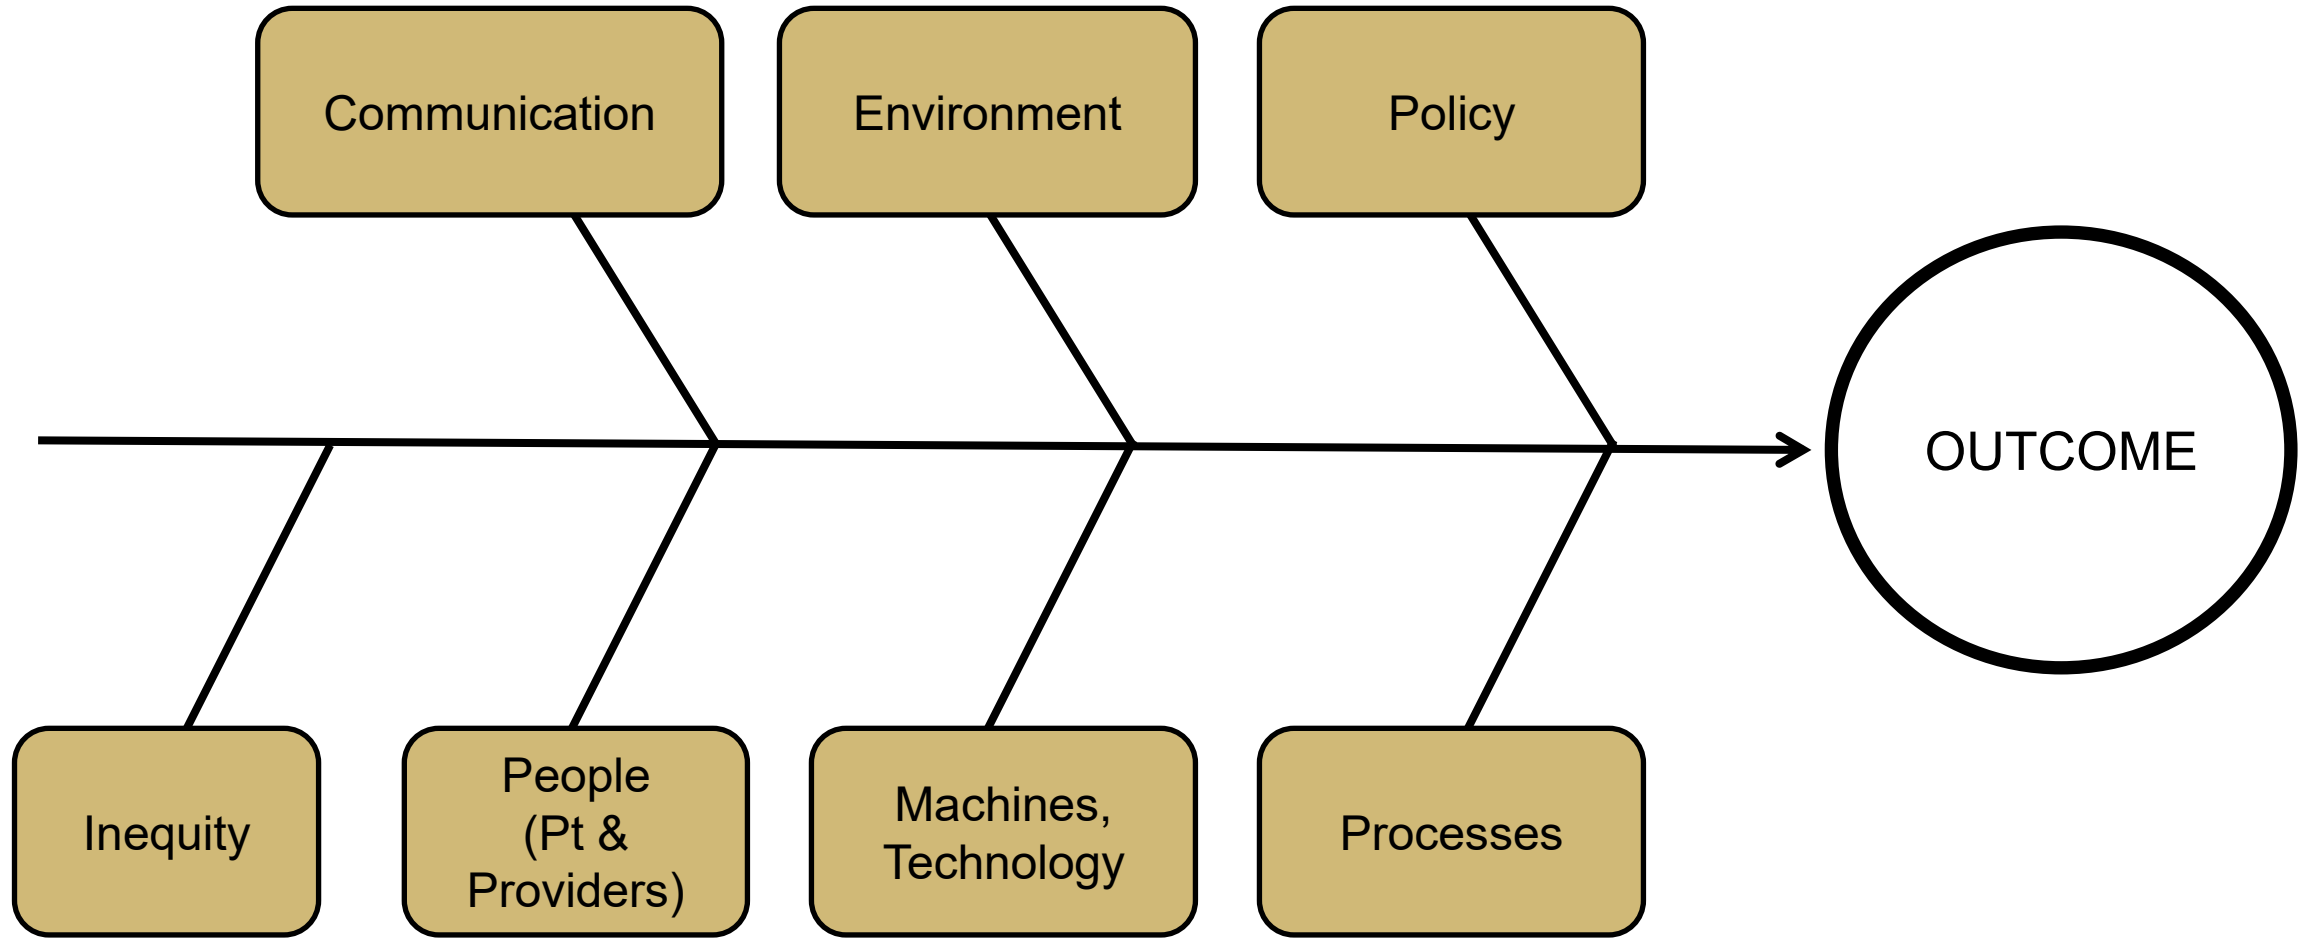 Communication
Environment
Policy
OUTCOME
Inequity
People
(Pt &
Providers)
Machines,
Technology
Processes